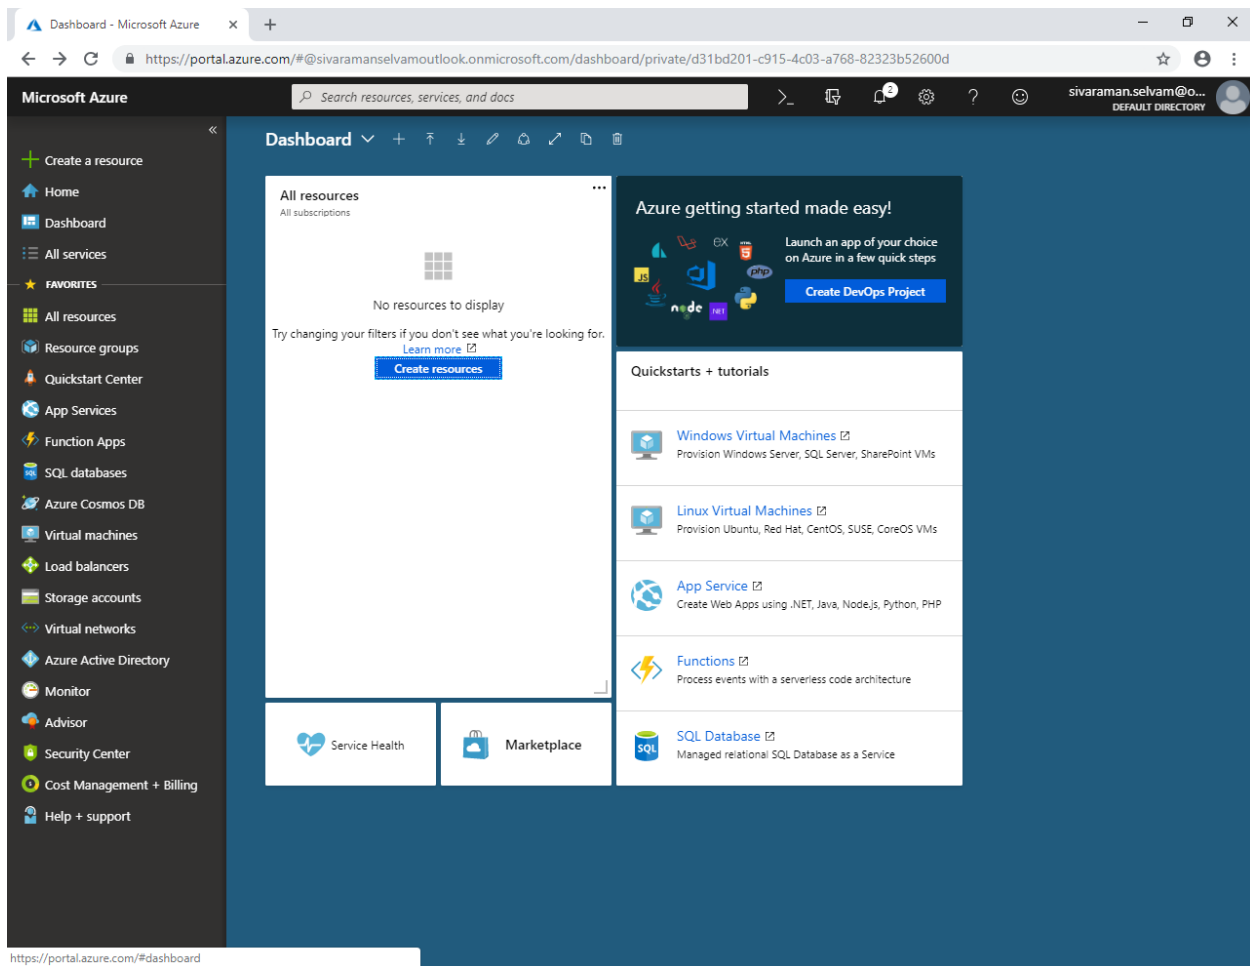 Dashboard - Microsoft Azure
https://portal.azure.com/#@sivaramanselvamoutlook.onmicrosoft.com/dashboard/private/d31bd201-c915-4c03-a768-82323b52600d
Microsoft Azure
Search resources, services, and docs
2
sivaraman.selvam@o...
DEFAULT DIRECTORY
Create a resource
Home
Dashboard
All services
FAVORITES
All resources
Resource groups
Quickstart Center
App Services
Function Apps
SQL databases
Azure Cosmos DB
Virtual machines
Load balancers
Storage accounts
Virtual networks
Azure Active Directory
Monitor
Advisor
Security Center
Cost Management + Billing
Help + support
Dashboard
All resources
All subscriptions
No resources to display
Try changing your filters if you don't see what you're looking for.
Learn more
Create resources
Service Health
Marketplace
Azure getting started made easy!
ex
HTML
5
JS
php
node
NET
Launch an app of your choice
on Azure in a few quick steps
Create DevOps Project
Quickstarts + tutorials
Windows Virtual Machines
Provision Windows Server, SQL Server, SharePoint VMs
Linux Virtual Machines
Provision Ubuntu, Red Hat, CentOS, SUSE, CoreOS VMs
App Service
Create Web Apps using .NET, Java, Node.js, Python, PHP
Functions
Process events with a serverless code architecture
SQL
SQL Database
Managed relational SQL Database as a Service
https://portal.azure.com/#dashboard